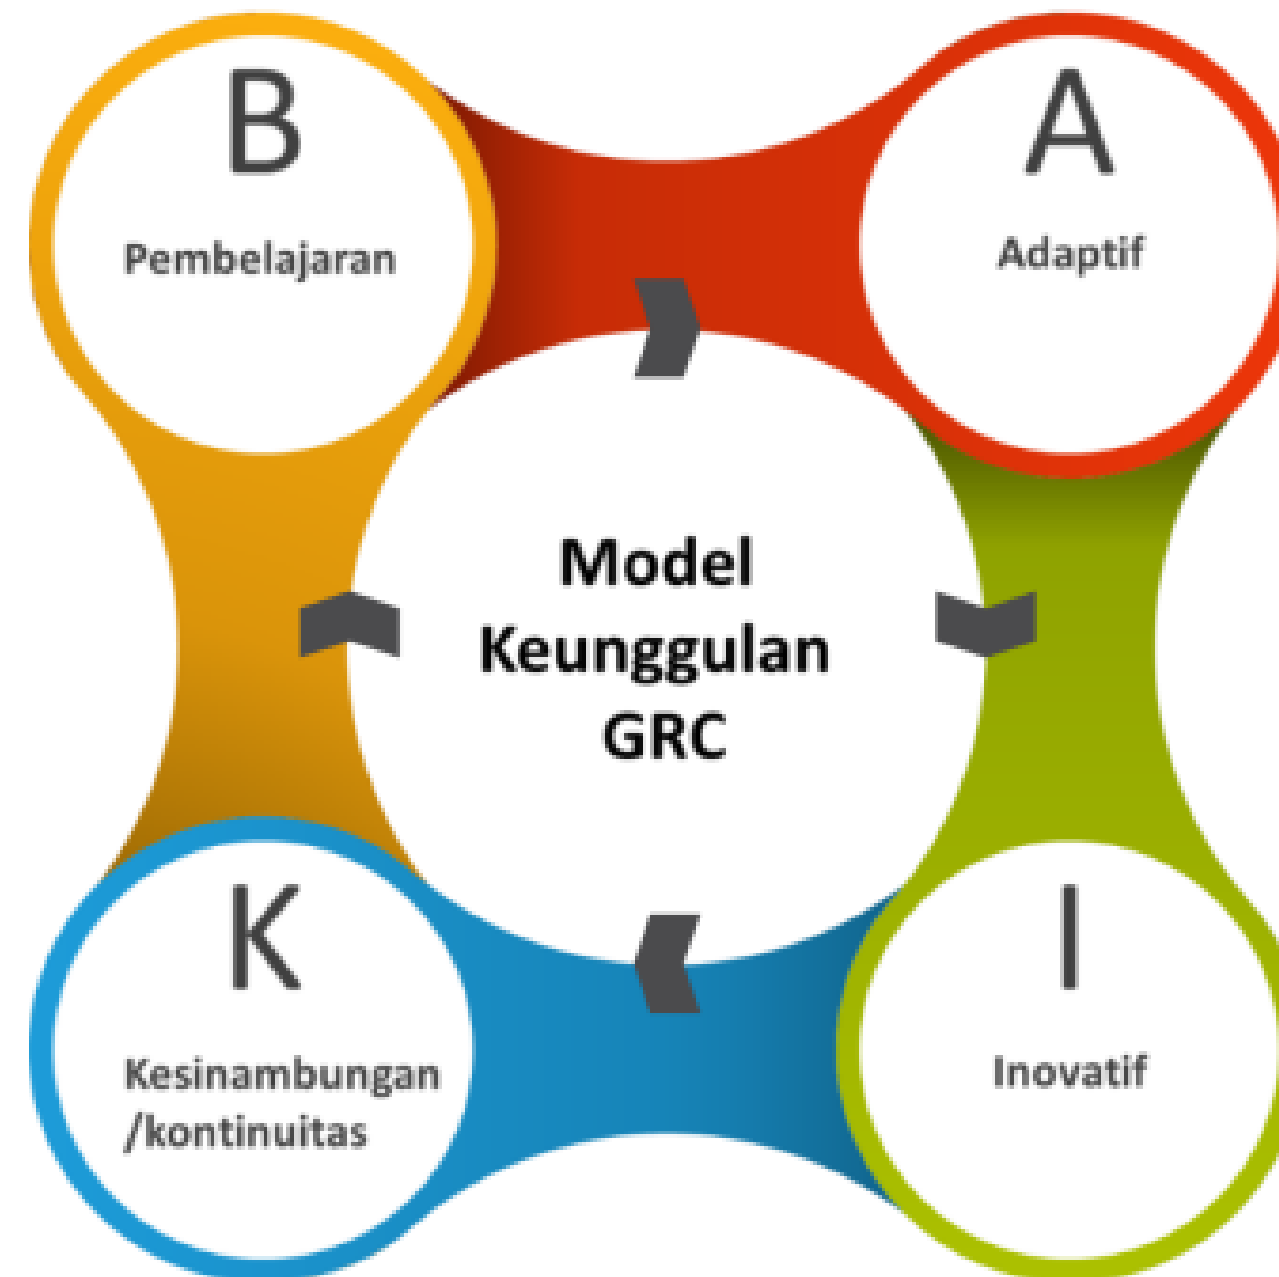 B
Pembelajaran
A
Adaptif
Model
Keunggulan
GRC
K
Kesinambungan
/kontinuitas
I
Inovatif